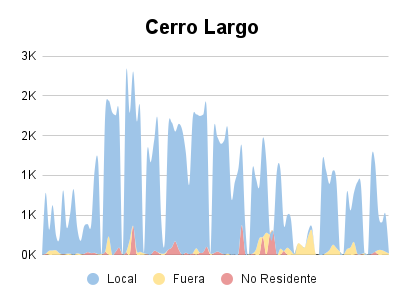 Cerro Largo
3K
2K
2K
1K
1K
0K
Local Fuera No Residente